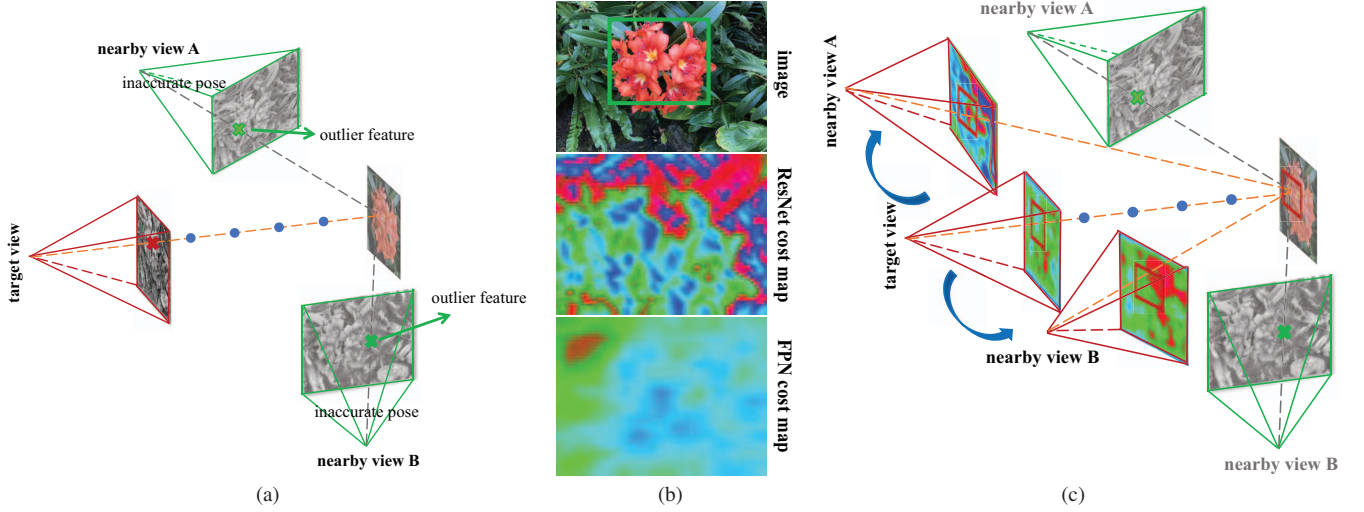 nearby view A
inaccurate pose
outlier feature
target view
outlier feature
inaccurate pose
nearby view B
(a)
image
ResNet cost map
FPN cost map
(b)
nearby view A
nearby view A
target view
nearby view B
nearby view B
(c)